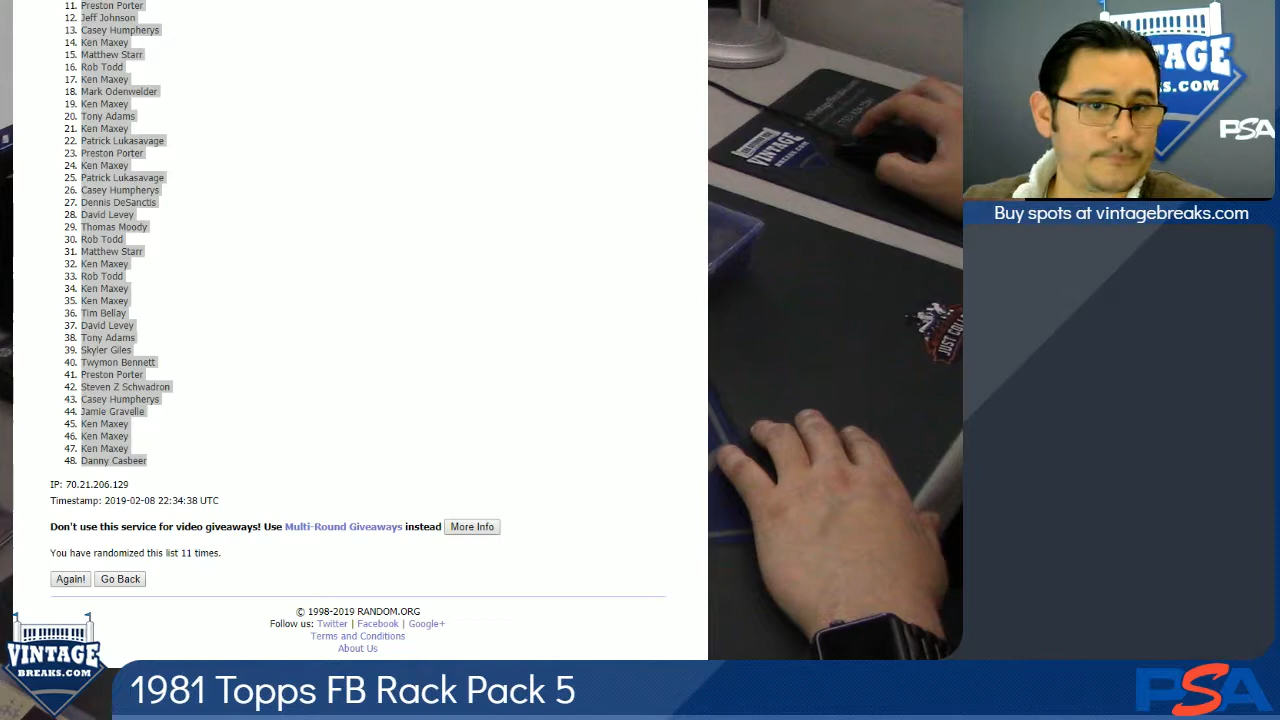 11. Preston Porter
12. Jeff Johnson
13. Casey Humpherys
14. Ken Maxey
15. Matthew Starr
16. Rob Todd
17. Ken Maxey
18. Mark Odenwelder
19. Ken Maxey
20. Tony Adams
21. Ken Maxey
22. Patrick Lukasavage
23. Preston Porter
24. Ken Maxey
25. Patrick Lukasavage
26. Casey Humpherys
27. Dennis DeSanctis
28. David Levey
29. Thomas Moody
30. Rob Todd
31. Matthew Starr
32. Ken Maxey
33. Rob Todd
34. Ken Maxey
35. Ken Maxey
36. Tim Bellay
37. David Levey
38. Tony Adams
39. Skyler Giles
40. Twymon Bennett
41. Preston Porter
42. Steven Z Schwadron
43. Casey Humpherys
44. Jamie Gravelle
45. Ken Maxey
46. Ken Maxey
47. Ken Maxey
48. Danny Casbeer
IP: 70.21.206.129
Timestamp: 2019-02-08 22:34:38 UTC
Don't use this service for video giveaways! Use Multi-Round Giveaways instead More Info
You have randomized this list 11 times.
Again! Go Back
© 1998-2019 RANDOM.ORG
Follow us: Twitter | Facebook | Google+
Terms and Conditions
About Us
VINTAGE
BREAKS.COM
JUST COLL
PSA
Buy spots at vintagebreaks.com
VINTAGE
BREAKS.COM
1981 Topps FB Rack Pack 5
PSA